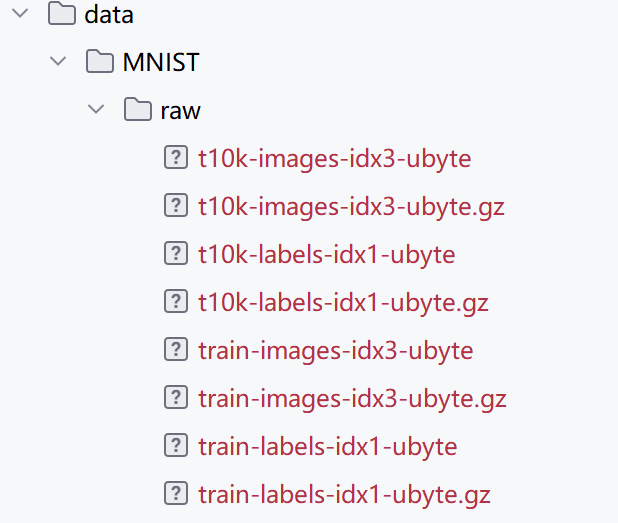 data
MNIST
raw
t10k-images-idx3-ubyte
t10k-images-idx3-ubyte.gz
t10k-labels-idx1-ubyte
t10k-labels-idx1-ubyte.gz
train-images-idx3-ubyte
train-images-idx3-ubyte.gz
train-labels-idx1-ubyte
train-labels-idx1-ubyte.gz